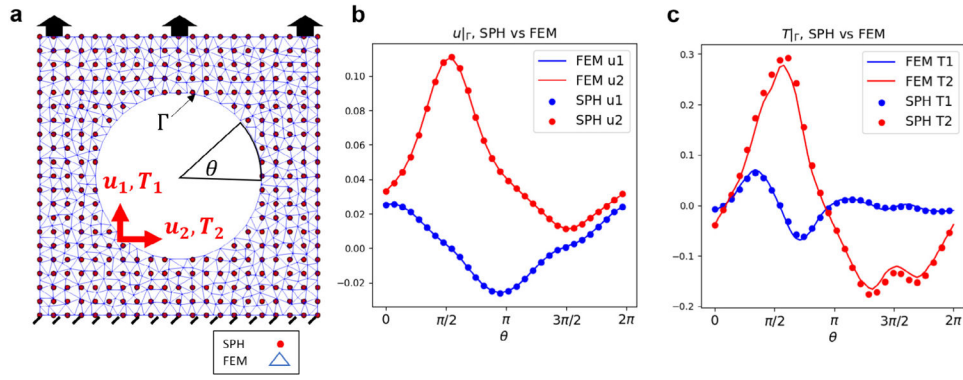 a
Γ
θ
u1, T1
u2, T2
SPH
FEM
b
u|Γ, SPH vs FEM
FEM u1
FEM u2
SPH u1
SPH u2
0.10
0.08
0.06
0.04
0.02
0.00
−0.02
0 π/2 π 3π/2 2π
θ
c
T|Γ, SPH vs FEM
FEM T1
FEM T2
SPH T1
SPH T2
0.3
0.2
0.1
0.0
−0.1
−0.2
0 π/2 π 3π/2 2π
θ